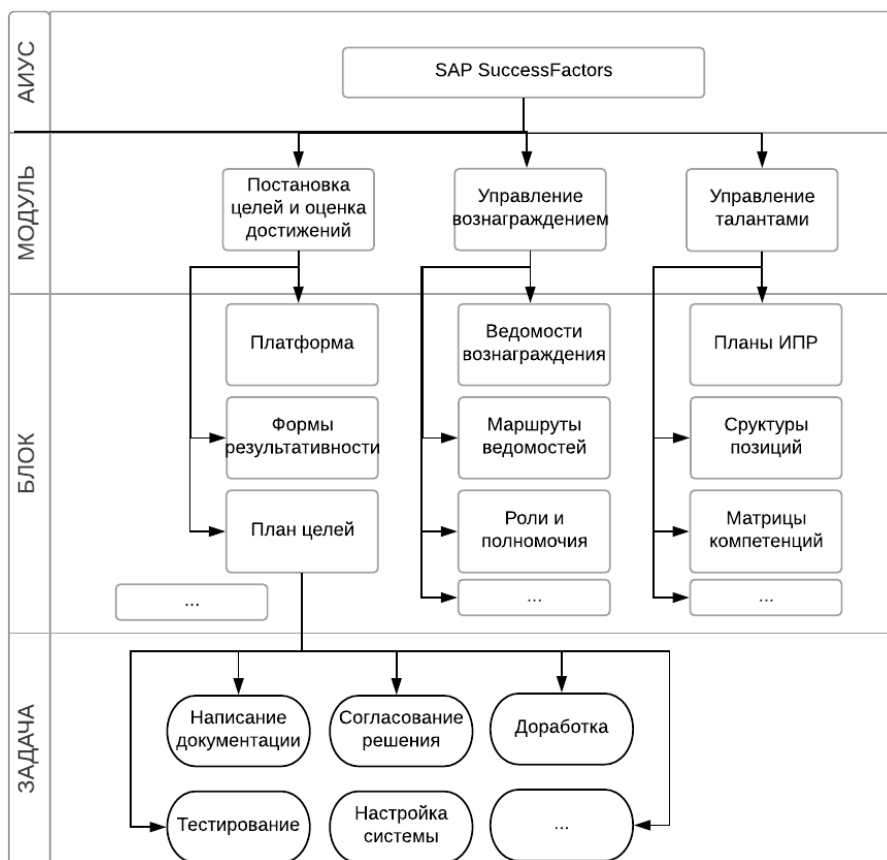 АИУС
SAP SuccessFactors
МОДУЛЬ
Постановка
целей и оценка
достижений
Управление
вознаграждением
Управление
талантами
БЛОК
Платформа
Ведомости
вознаграждения
Планы ИПР
Формы
результативности
Маршруты
ведомостей
Сруктуры
позиций
План целей
Роли и
полномочия
Матрицы
компетенций
...
...
...
ЗАДАЧА
Написание
документации
Согласование
решения
Доработка
Тестирование
Настройка
системы
...